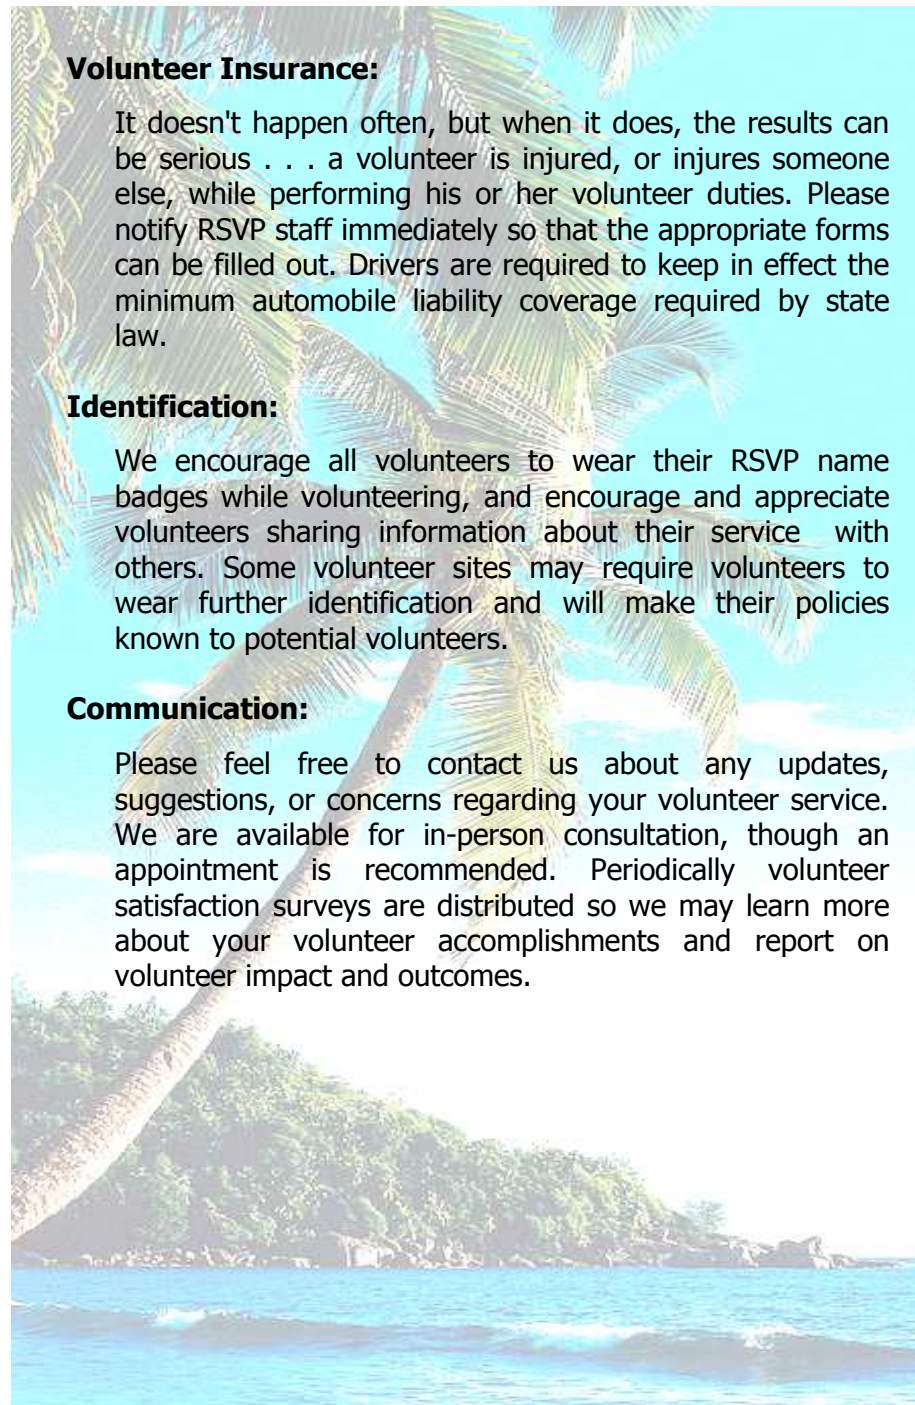 Volunteer Insurance:
It doesn't happen often, but when it does, the results can
be serious . . . a volunteer is injured, or injures someone
else, while performing his or her volunteer duties. Please
notify RSVP staff immediately so that the appropriate forms
can be filled out. Drivers are required to keep in effect the
minimum automobile liability coverage required by state
law.
Identification:
We encourage all volunteers to wear their RSVP name
badges while volunteering, and encourage and appreciate
volunteers sharing information about their service  with
others. Some volunteer sites may require volunteers to
wear further identification and will make their policies
known to potential volunteers.
Communication:
Please feel free to contact us about any updates,
suggestions, or concerns regarding your volunteer service.
We are available for in-person consultation, though an
appointment is recommended. Periodically volunteer
satisfaction surveys are distributed so we may learn more
about your volunteer accomplishments and report on
volunteer impact and outcomes.